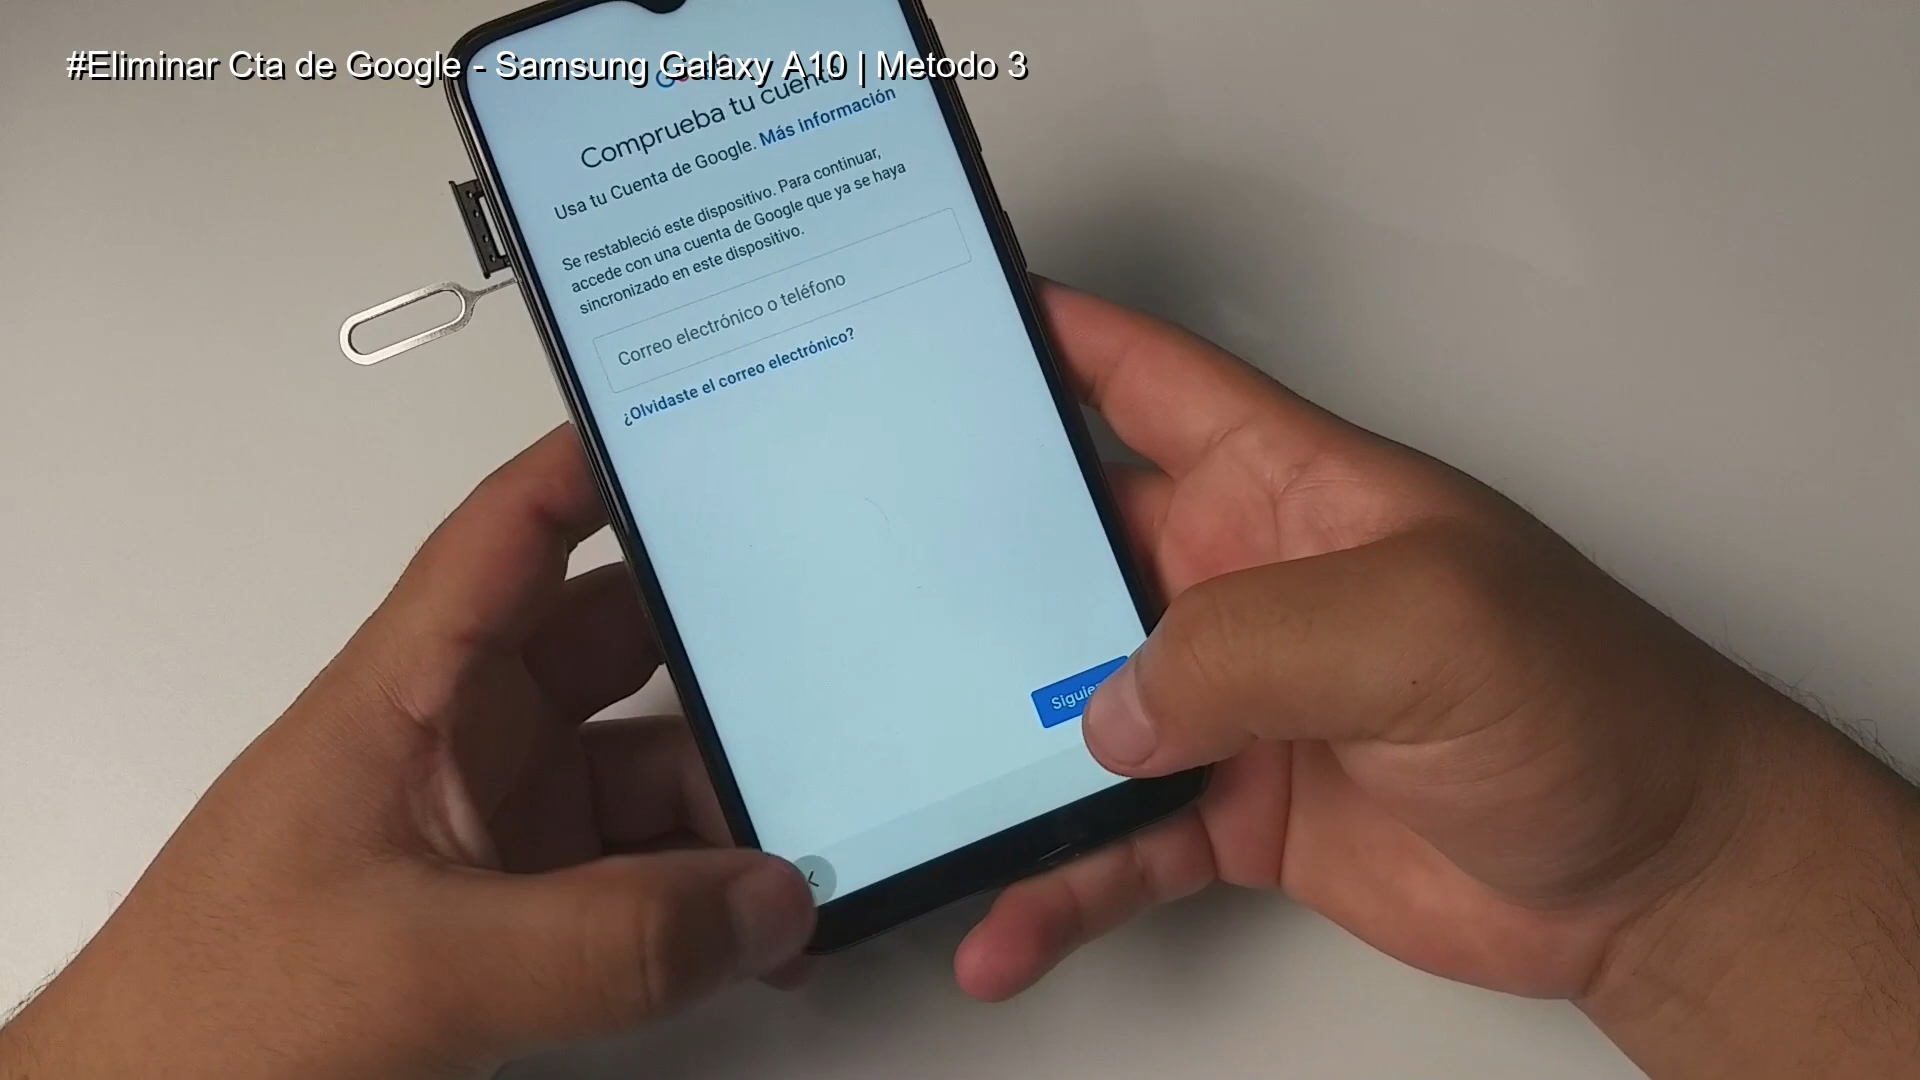 #Eliminar Cta de Google - Samsung Galaxy A10 | Metodo 3
Comprueba tu cuenta
Usa tu Cuenta de Google. Más información
Se restableció este dispositivo. Para continuar,
accede con una cuenta de Google que ya se haya
sincronizado en este dispositivo.
Correo electrónico o teléfono
¿Olvidaste el correo electrónico?